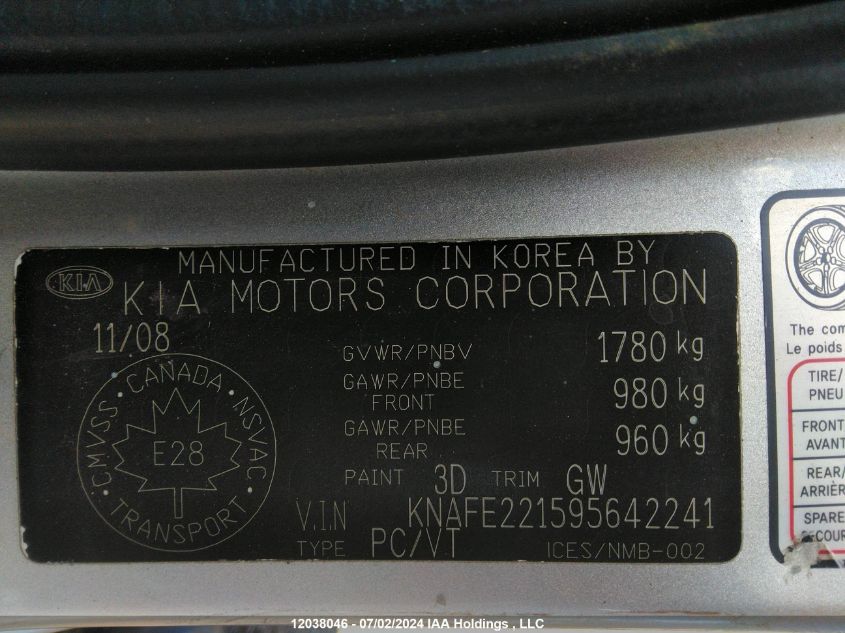 MANUFACTURED IN KOREA BY
KIA
KIA MOTORS CORPORATION
11/08
GVWR/PNBV 1780 kg
GAWR/PNBE FRONT 980 kg
GAWR/PNBE REAR 960 kg
PAINT 3D TRIM GW
CMVSS · CANADA · NSVAC · TRANSPORT ·
E28
V.I.N KNAFE221595642241
TYPE PC/VT ICES/NMB-002
The com
Le poids
TIRE/
PNEU
FRONT
AVANT
REAR/
ARRIÈR
SPARE
SECOUR
12038046 - 07/02/2024 IAA Holdings , LLC